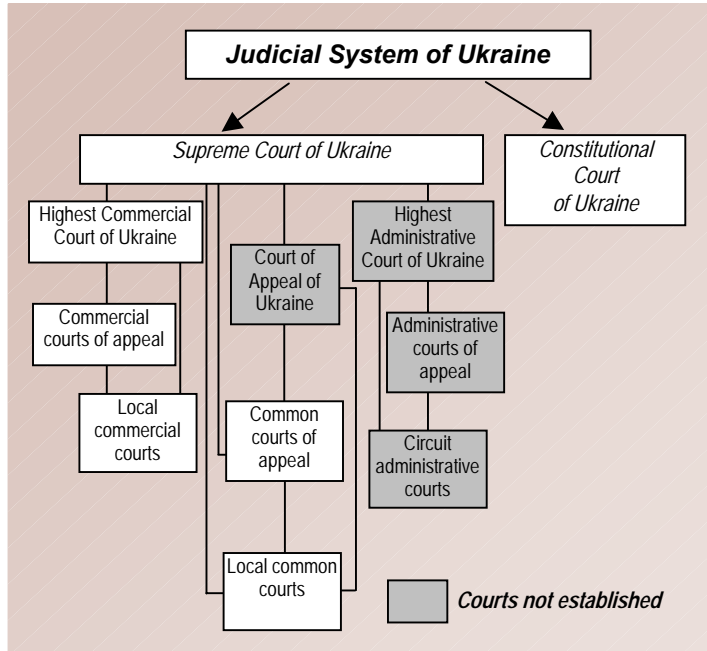 Judicial System of Ukraine
Supreme Court of Ukraine
Constitutional
Court
of Ukraine
Highest Commercial
Court of Ukraine
Court of
Appeal of
Ukraine
Highest
Administrative
Court of Ukraine
Commercial
courts of appeal
Administrative
courts of
appeal
Local
commercial
courts
Common
courts of
appeal
Circuit
administrative
courts
Local common
courts
Courts not established